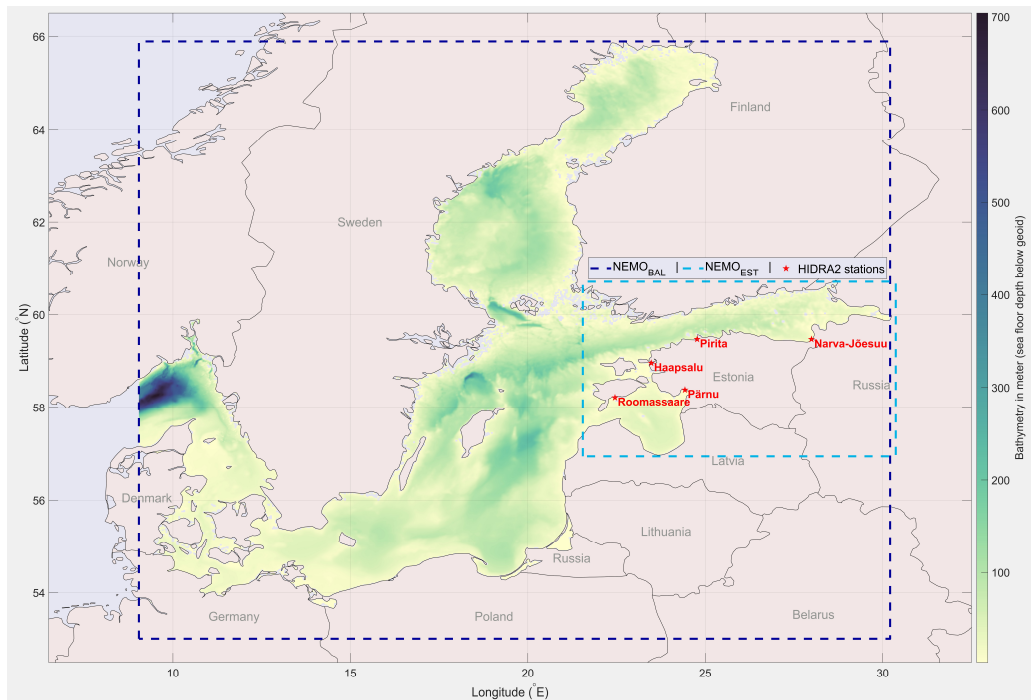 NEMO_BAL | NEMO_EST | HIDRA2 stations
Finland
Sweden
Norway
Pirita
Narva-Jõesuu
Haapsalu
Estonia
Russia
Pärnu
Roomassaare
Latvia
Denmark
Lithuania
Russia
Germany
Poland
Belarus
66
64
62
60
58
56
54
Latitude (°N)
10
15
20
25
30
Longitude (°E)
700
600
500
400
300
200
100
Bathymetry in meter (sea floor depth below geoid)